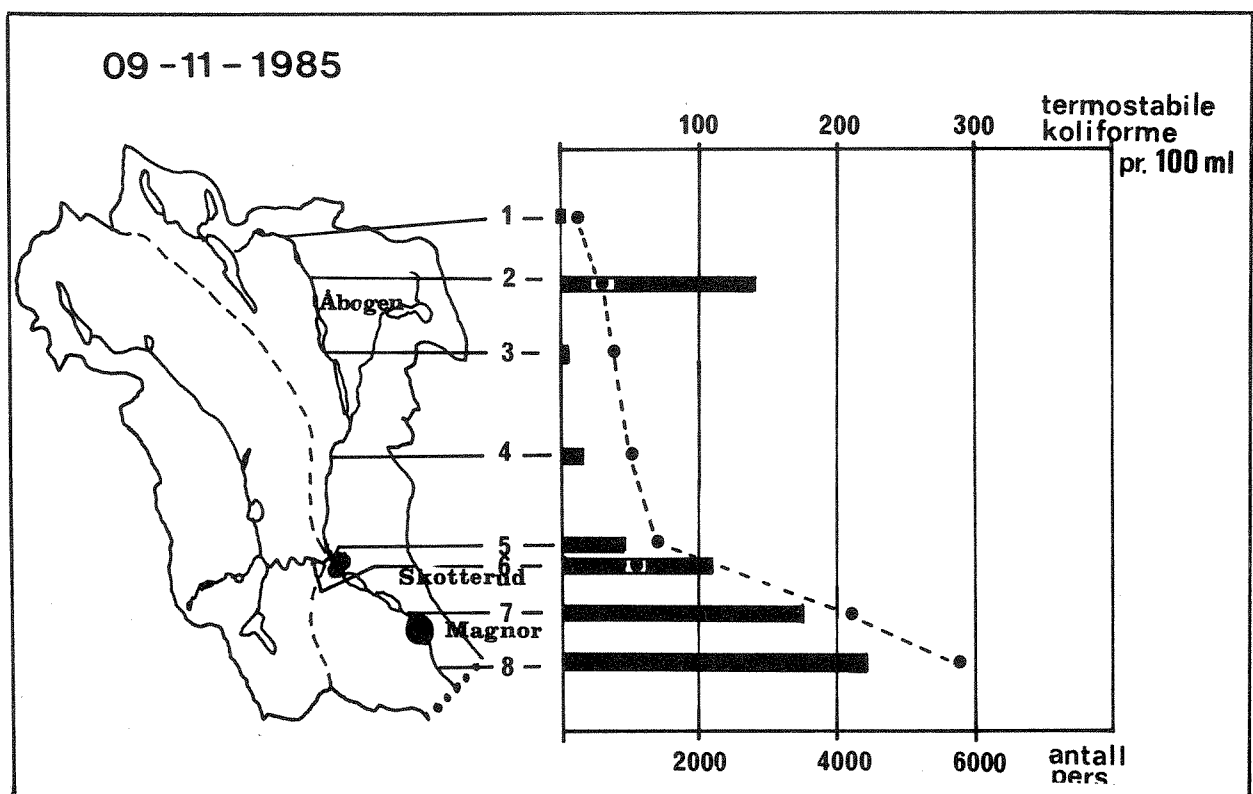 09-11-1985
termostabile
koliforme
pr. 100 ml
100 200 300
1
2
Åbogen
3
4
5
6
Skotterud
7
Magnor
8
2000 4000 6000
antall
pers.